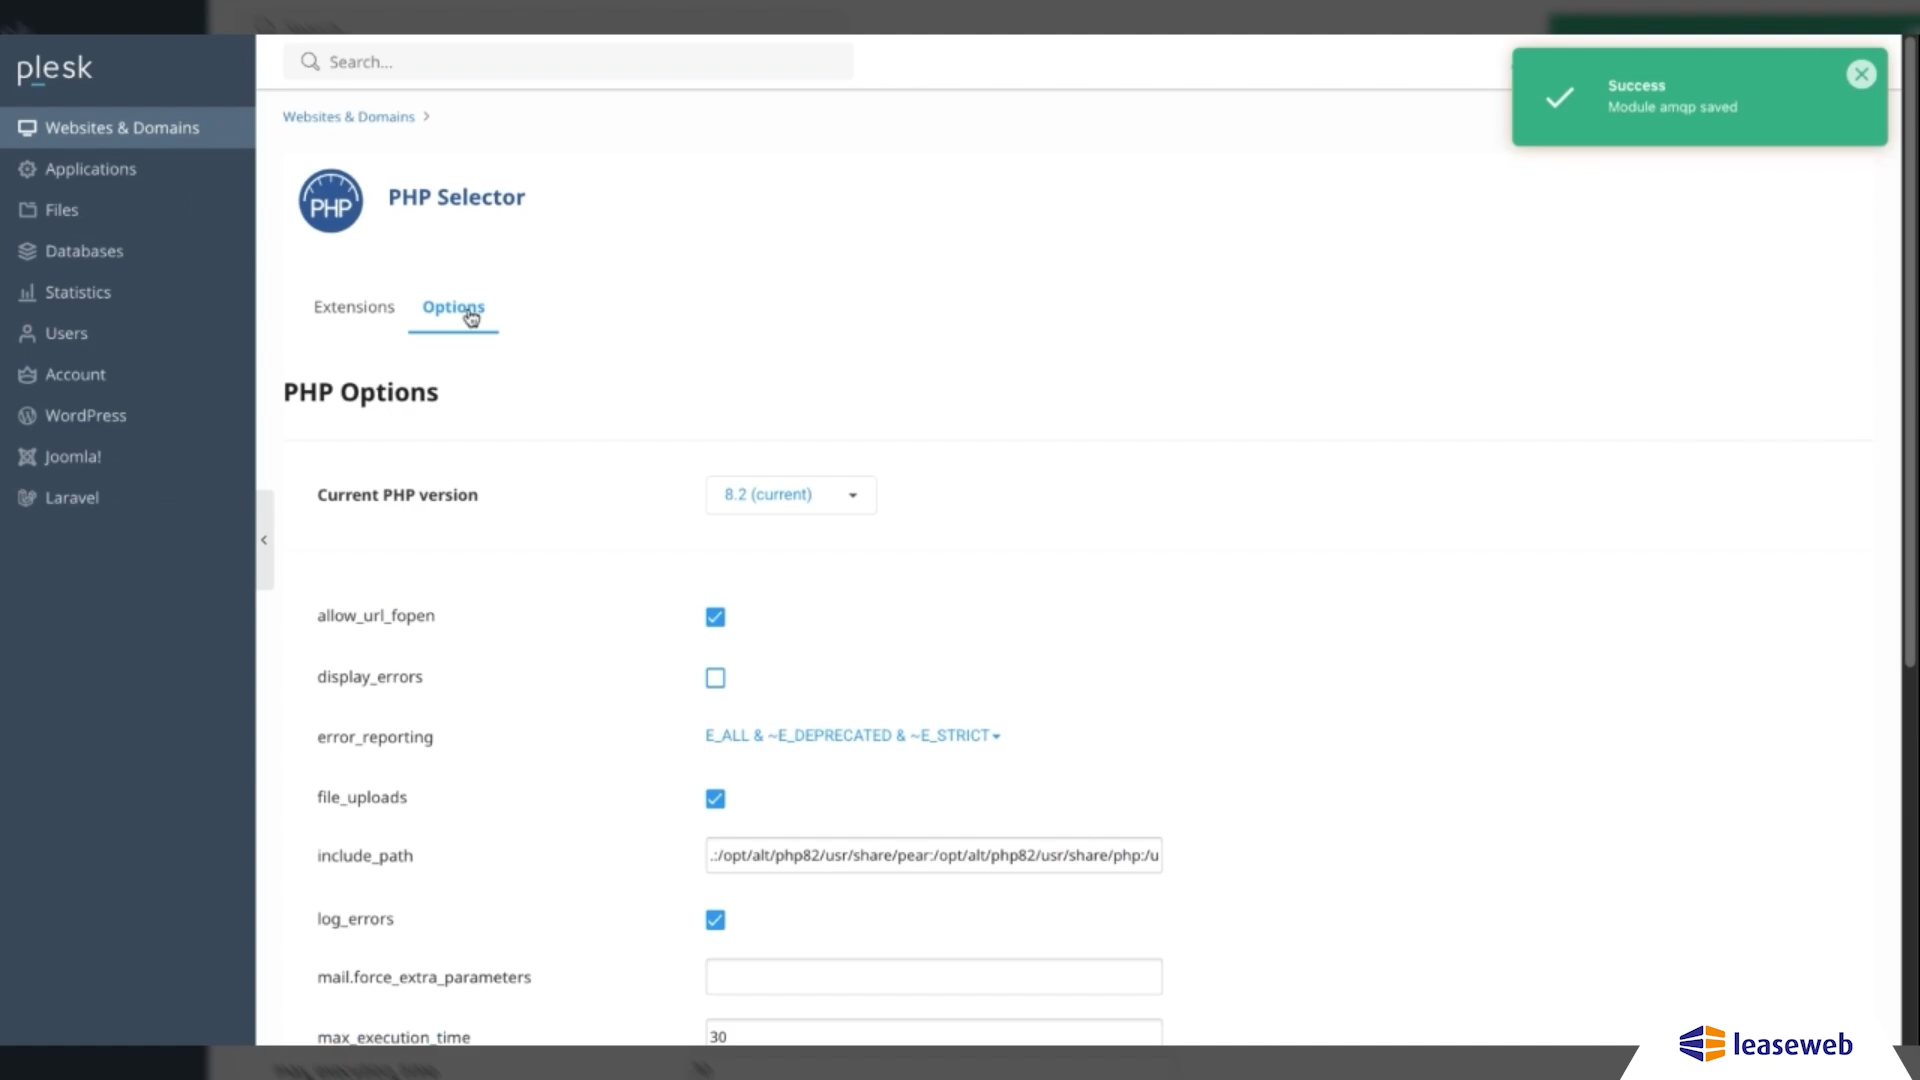 plesk
Search...
Websites & Domains
Applications
Files
Databases
Statistics
Users
Account
WordPress
Joomla!
Laravel
Websites & Domains >
Success
Module amqp saved
PHP
PHP Selector
Extensions
Options
PHP Options
Current PHP version
8.2 (current)
allow_url_fopen
display_errors
error_reporting
E_ALL & ~E_DEPRECATED & ~E_STRICT
file_uploads
include_path
.:/opt/alt/php82/usr/share/pear:/opt/alt/php82/usr/share/php:/u
log_errors
mail.force_extra_parameters
max_execution_time
30
leaseweb